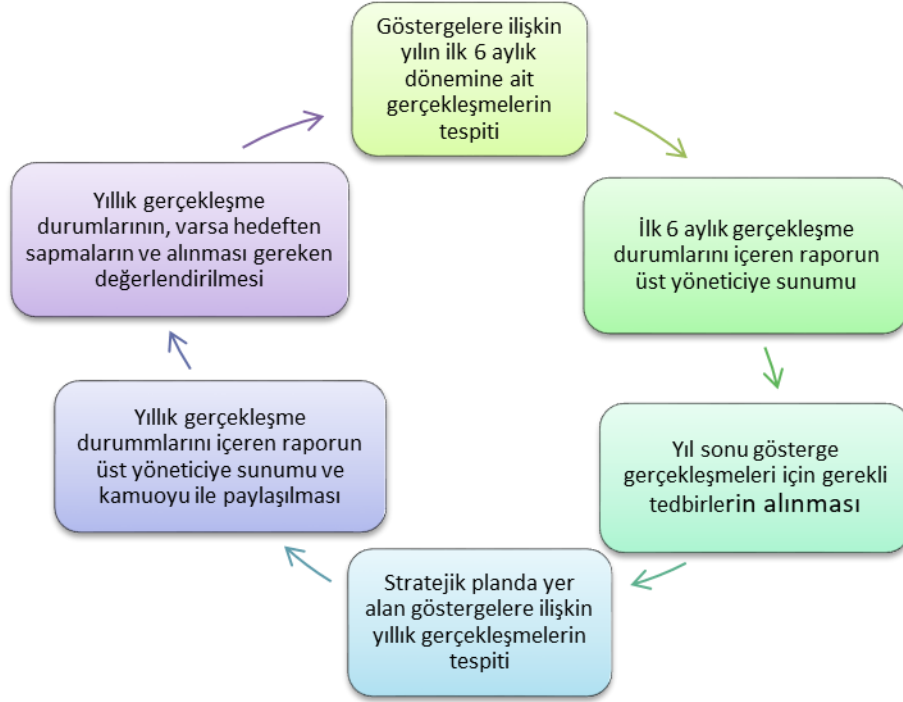 Göstergelere ilişkin
yılın ilk 6 aylık
dönemine ait
gerçekleşmelerin
tespiti
İlk 6 aylık gerçekleşme
durumlarını içeren raporun
üst yöneticiye sunumu
Yıl sonu gösterge
gerçekleşmeleri için gerekli
tedbirlerin alınması
Stratejik planda yer
alan göstergelere ilişkin
yıllık gerçekleşmelerin
tespiti
Yıllık gerçekleşme
durummlarını içeren raporun
üst yöneticiye sunumu ve
kamuoyu ile paylaşılması
Yıllık gerçekleşme
durumlarının, varsa hedeften
sapmaların ve alınması gereken
değerlendirilmesi